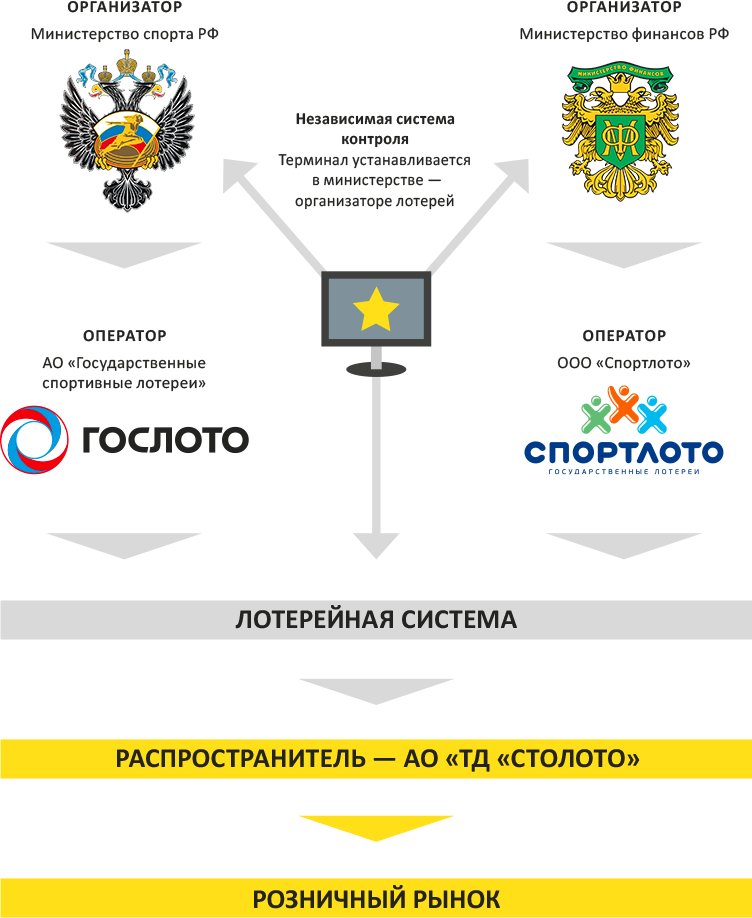 ОРГАНИЗАТОР
Министерство спорта РФ
ОРГАНИЗАТОР
Министерство финансов РФ
МИНИСТЕРСТВО ФИНАНСОВ
Независимая система
контроля
Терминал устанавливается
в министерстве —
организаторе лотерей
ОПЕРАТОР
АО «Государственные
спортивные лотереи»
ГОСЛОТО
ОПЕРАТОР
ООО «Спортлото»
СПОРТЛОТО
ГОСУДАРСТВЕННЫЕ ЛОТЕРЕИ
ЛОТЕРЕЙНАЯ СИСТЕМА
РАСПРОСТРАНИТЕЛЬ — АО «ТД «СТОЛОТО»
РОЗНИЧНЫЙ РЫНОК